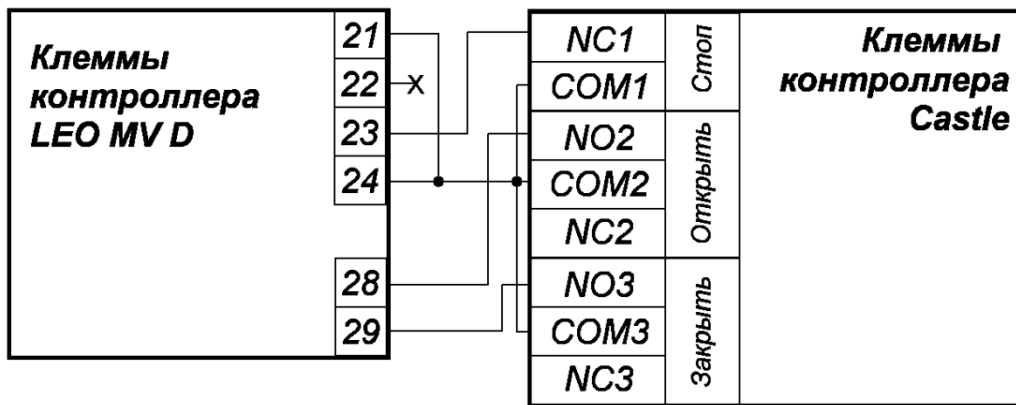 Клеммы
контроллера
LEO MV D
21
22
23
24
28
29
X
NC1
COM1
NO2
COM2
NC2
NO3
COM3
NC3
Стоп
Открыть
Закрыть
Клеммы
контроллера
Castle